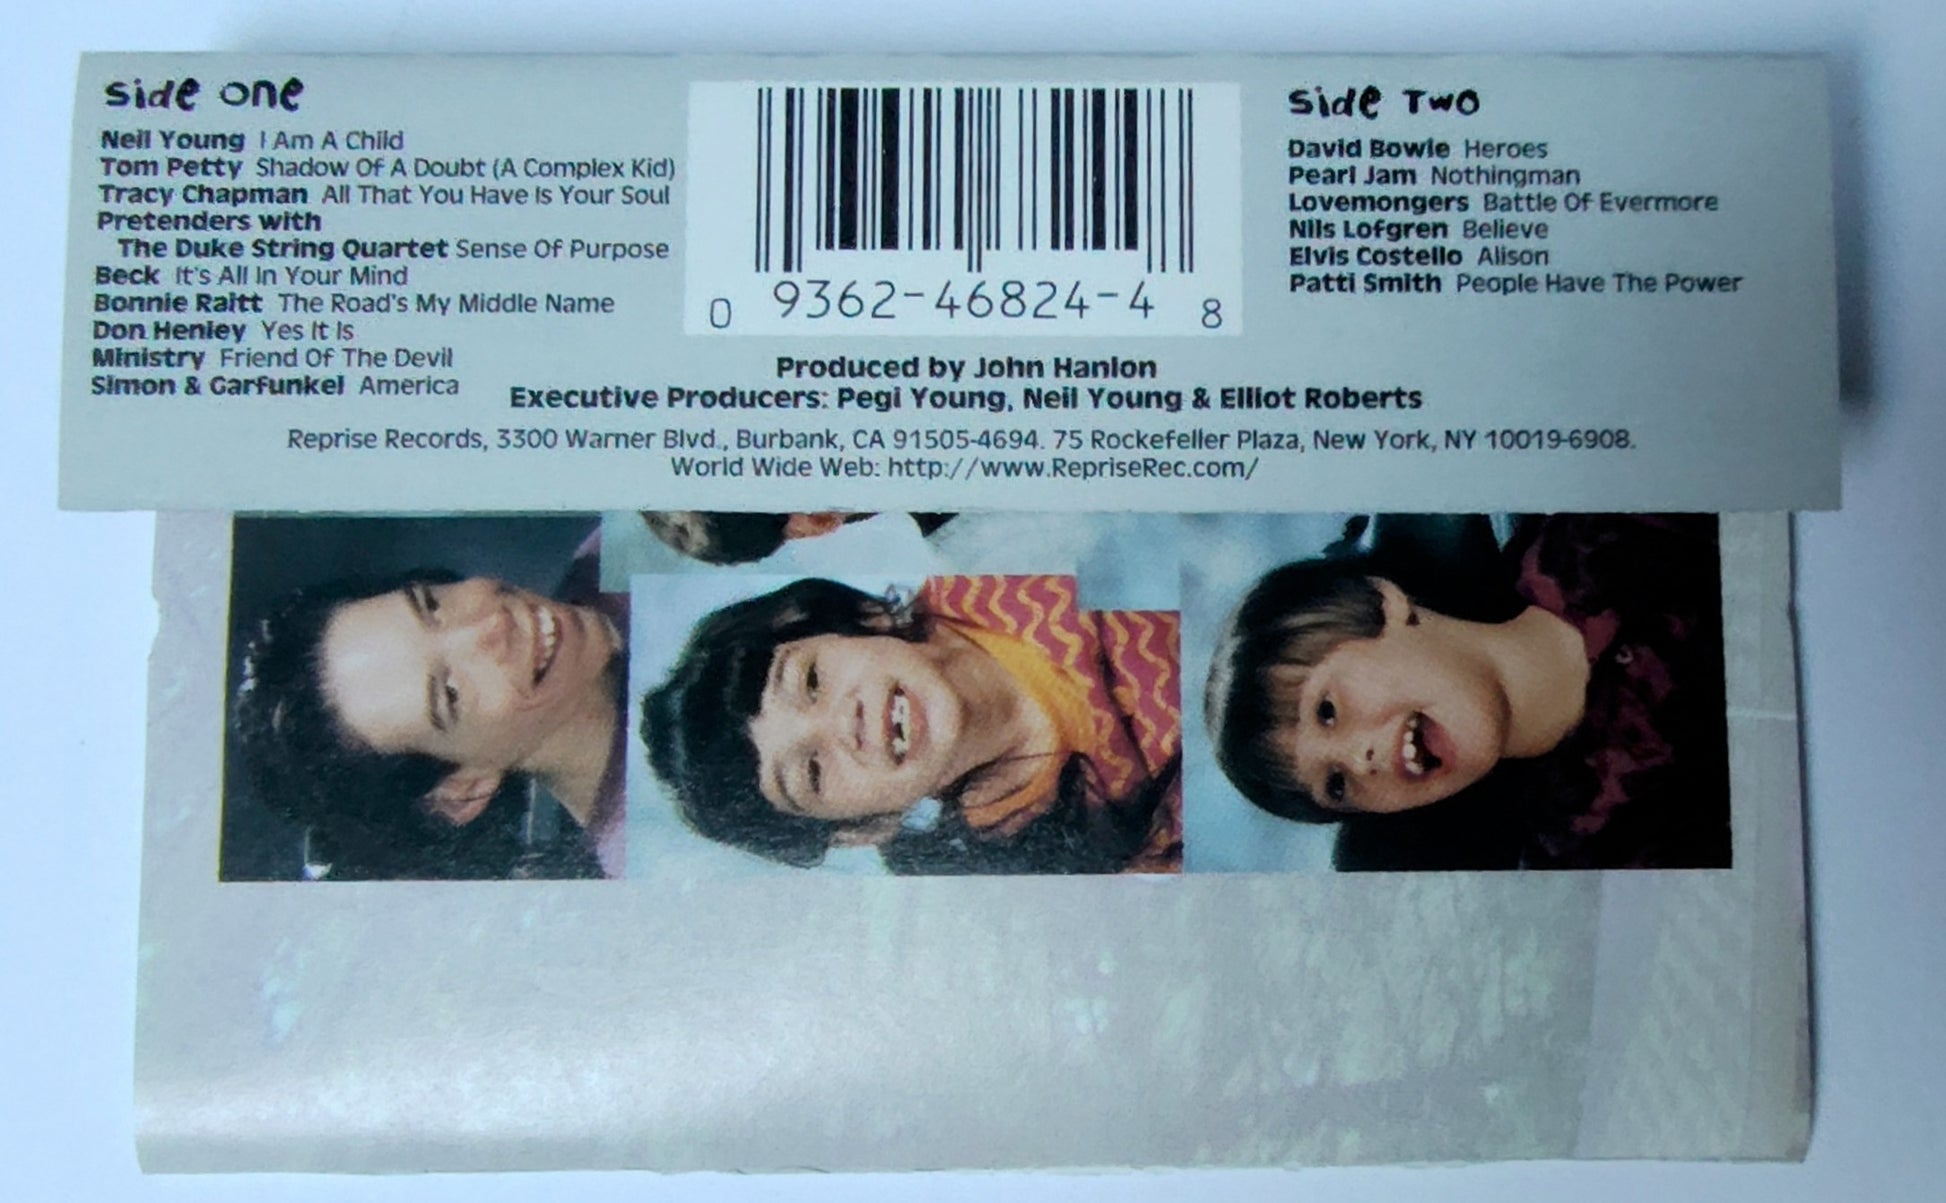 Side one
Neil Young I Am A Child
Tom Petty Shadow Of A Doubt (A Complex Kid)
Tracy Chapman All That You Have Is Your Soul
Pretenders with
The Duke String Quartet Sense Of Purpose
Beck It's All In Your Mind
Bonnie Raitt The Road's My Middle Name
Don Henley Yes It Is
Ministry Friend Of The Devil
Simon & Garfunkel America
0 9362-46824-4 8
Side Two
David Bowie Heroes
Pearl Jam Nothingman
Lovemongers Battle Of Evermore
Nils Lofgren Believe
Elvis Costello Alison
Patti Smith People Have The Power
Produced by John Hanlon
Executive Producers: Pegi Young, Neil Young & Elliot Roberts
Reprise Records, 3300 Warner Blvd., Burbank, CA 91505-4694. 75 Rockefeller Plaza, New York, NY 10019-6908.
World Wide Web: http://www.RepriseRec.com/